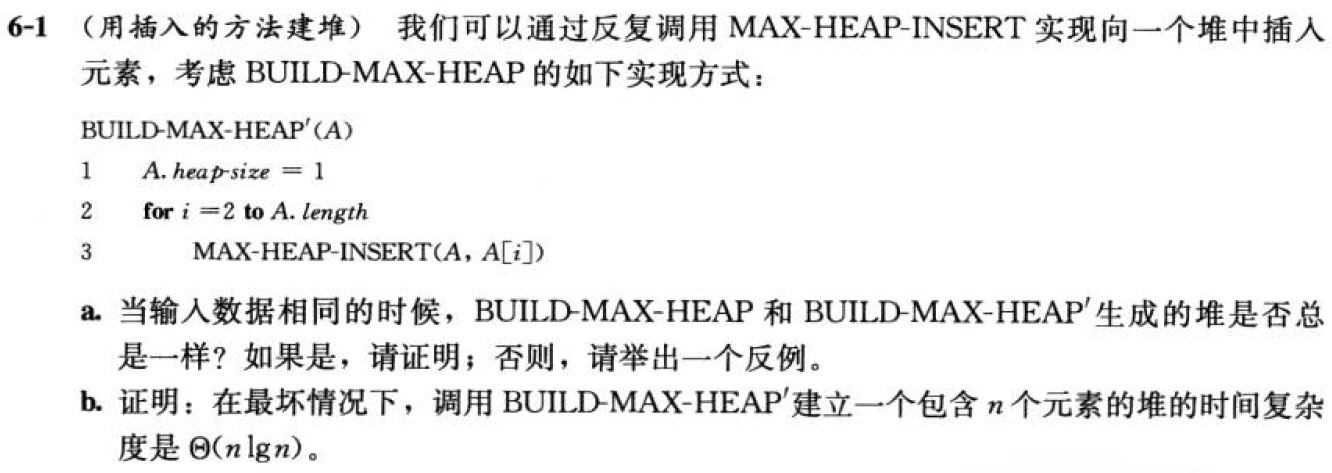 6-1 （用插入的方法建堆） 我们可以通过反复调用 MAX-HEAP-INSERT 实现向一个堆中插入
元素，考虑 BUILD-MAX-HEAP 的如下实现方式：
BUILD-MAX-HEAP′(A)
1 A.heap-size = 1
2 for i =2 to A.length
3 MAX-HEAP-INSERT(A, A[i])
a. 当输入数据相同的时候，BUILD-MAX-HEAP 和 BUILD-MAX-HEAP′生成的堆是否总
是一样？如果是，请证明；否则，请举出一个反例。
b. 证明：在最坏情况下，调用 BUILD-MAX-HEAP′建立一个包含 n 个元素的堆的时间复杂
度是 Θ(n lg n)。